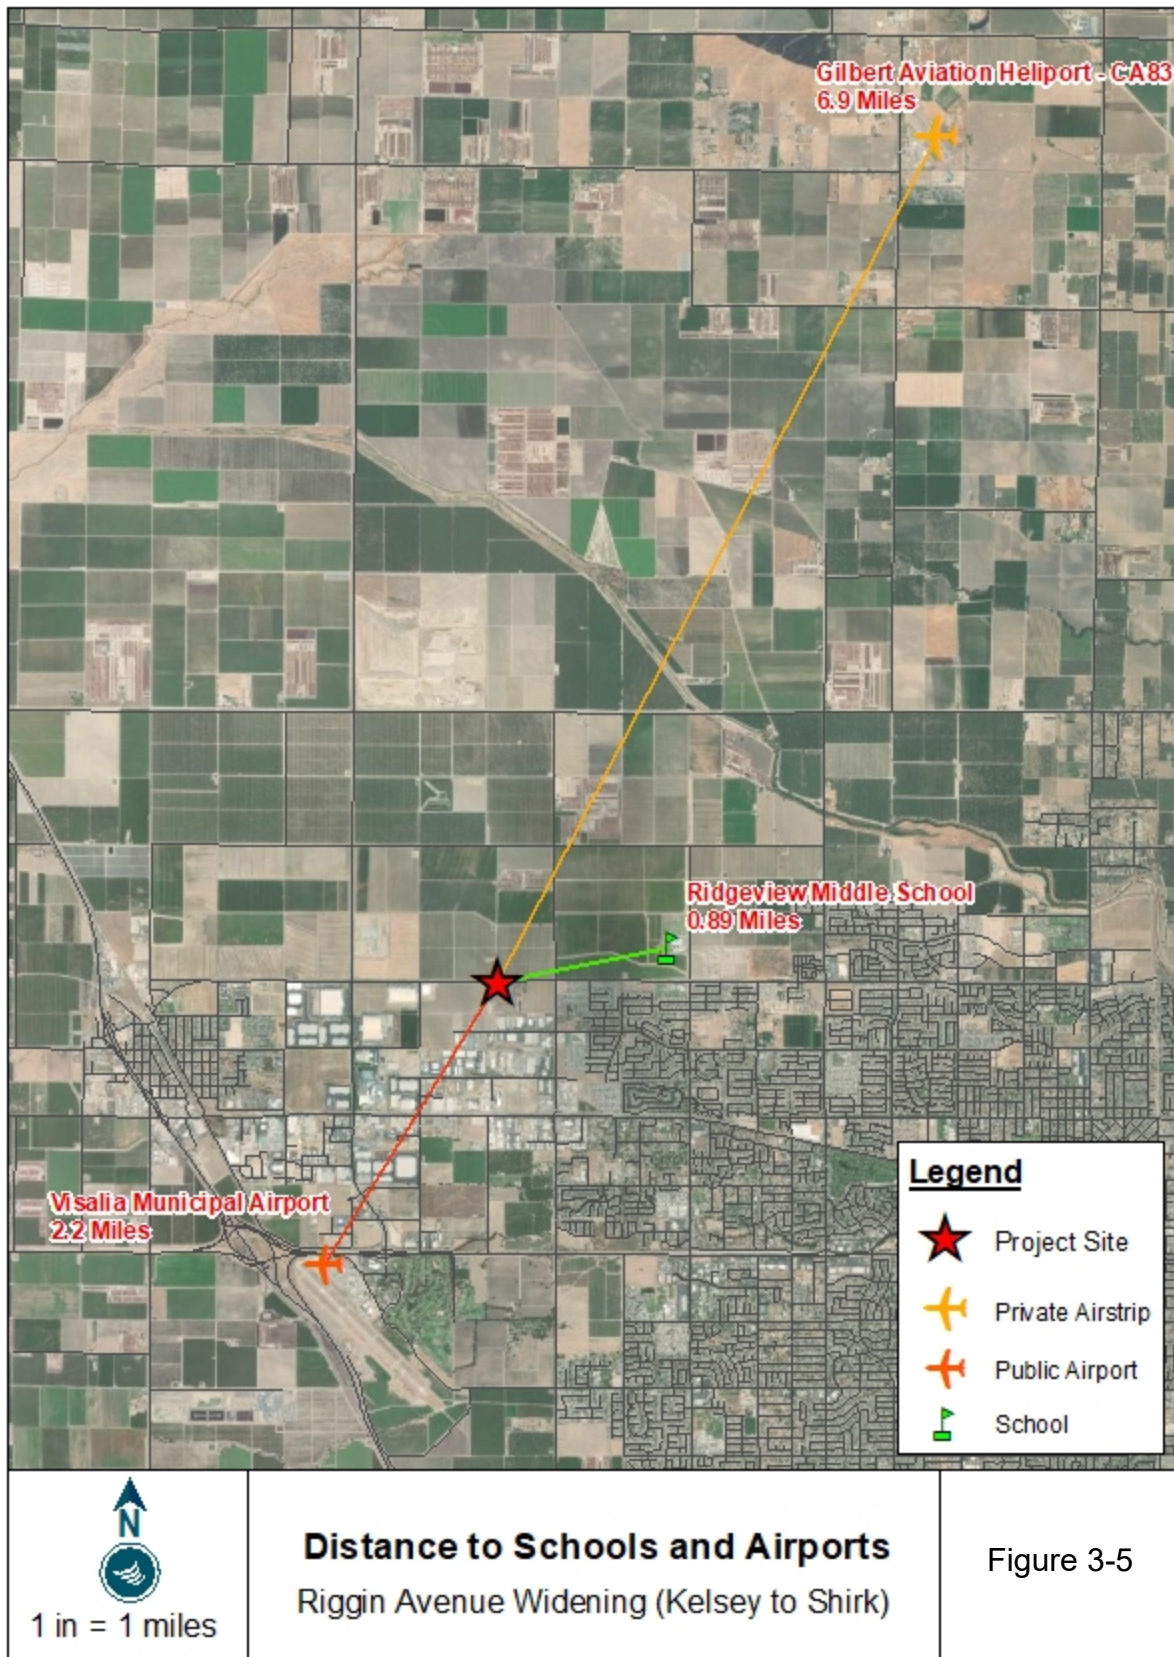 Gilbert Aviation Heliport - CA83
6.9 Miles
Ridgeview Middle School
0.89 Miles
Visalia Municipal Airport
2.2 Miles
Legend
Project Site
Private Airstrip
Public Airport
School
N
1 in = 1 miles
Distance to Schools and Airports
Riggin Avenue Widening (Kelsey to Shirk)
Figure 3-5